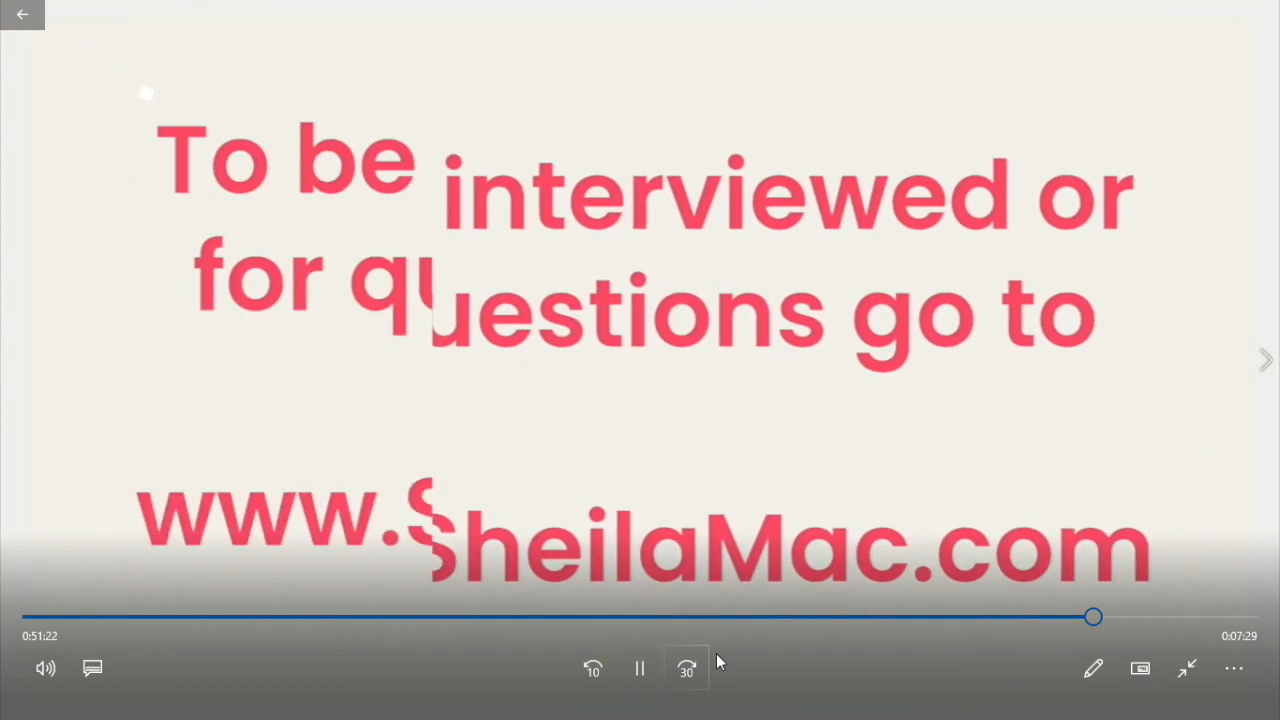 To be interviewed or
for questions go to
www.SheilaMac.com
0:51:22
0:07:29
10
30